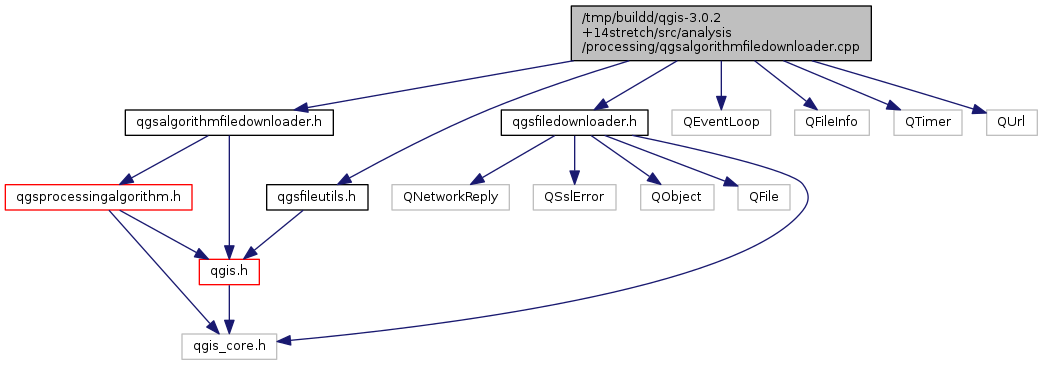 /tmp/buildd/qgis-3.0.2
+14stretch/src/analysis
/processing/qgsalgorithmfiledownloader.cpp
qgsalgorithmfiledownloader.h
qgsfiledownloader.h
QEventLoop
QFileInfo
QTimer
QUrl
qgsprocessingalgorithm.h
qgsfileutils.h
QNetworkReply
QSslError
QObject
QFile
qgis.h
qgis_core.h